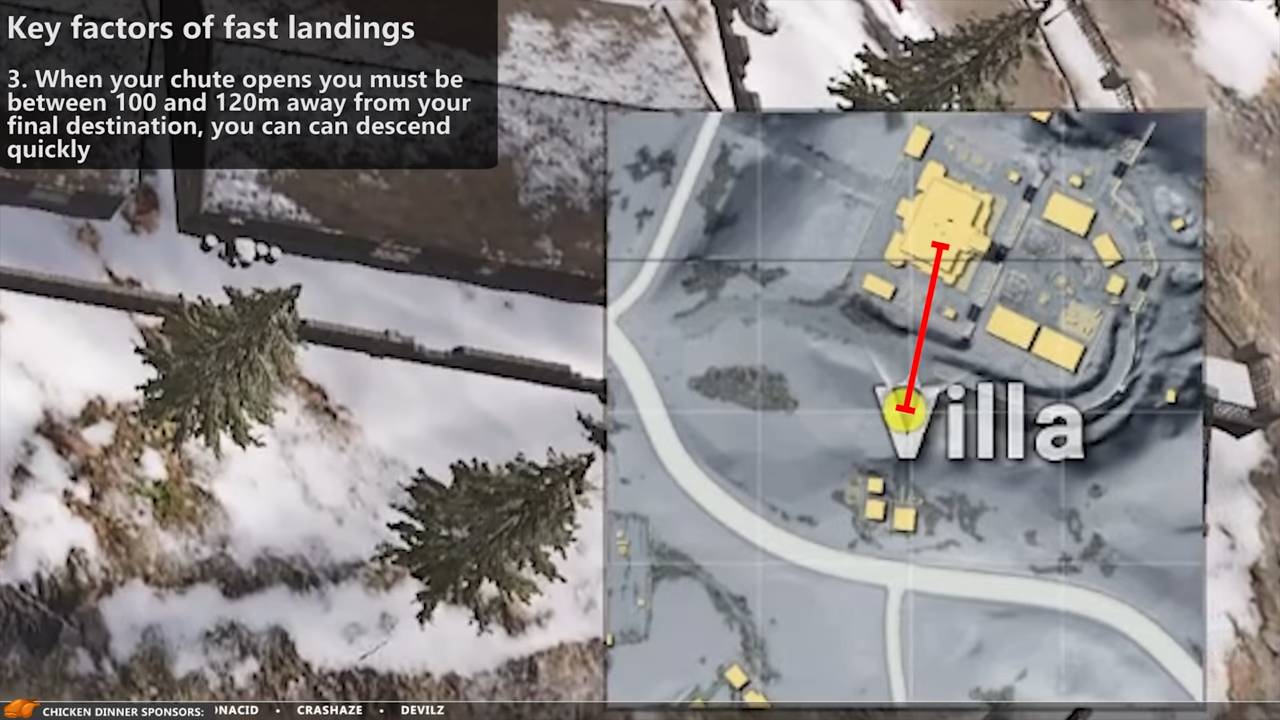 Key factors of fast landings
3. When your chute opens you must be
between 100 and 120m away from your
final destination, you can can descend
quickly
Villa
CHICKEN DINNER SPONSORS: NACID • CRASHAZE • DEVILZ